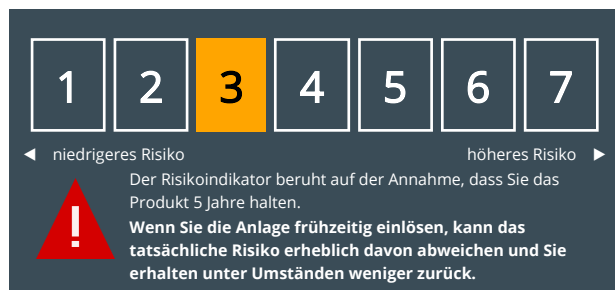 1 2 3 4 5 6 7
◄ niedrigeres Risiko höheres Risiko ►
Der Risikoindikator beruht auf der Annahme, dass Sie das
Produkt 5 Jahre halten.
Wenn Sie die Anlage frühzeitig einlösen, kann das
tatsächliche Risiko erheblich davon abweichen und Sie
erhalten unter Umständen weniger zurück.
!